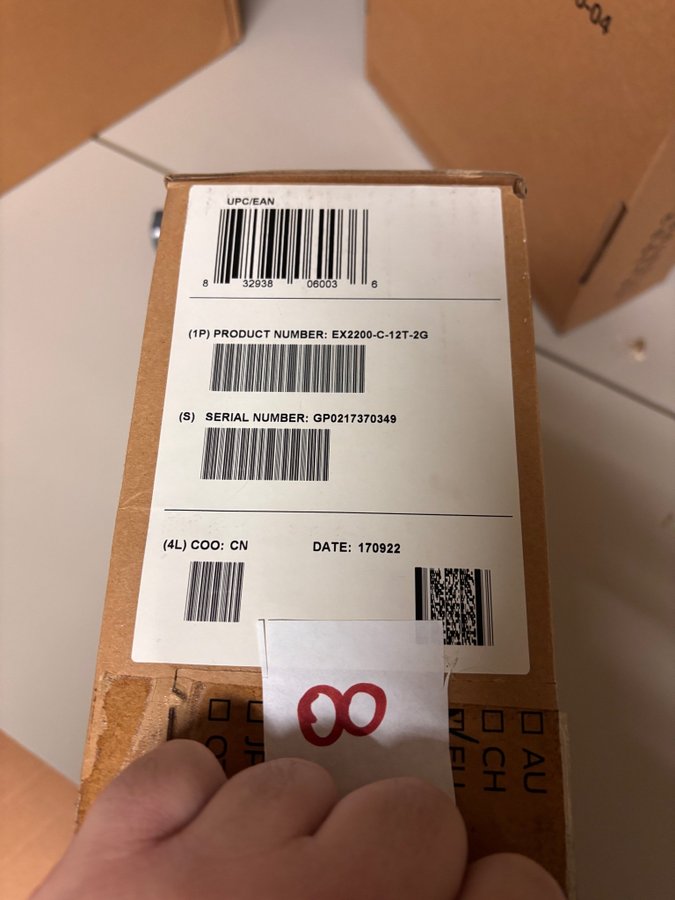 UPC/EAN
8 32938 06003 6
(1P) PRODUCT NUMBER: EX2200-C-12T-2G
(S) SERIAL NUMBER: GP0217370349
(4L) COO: CN DATE: 170922
8
AU
CH